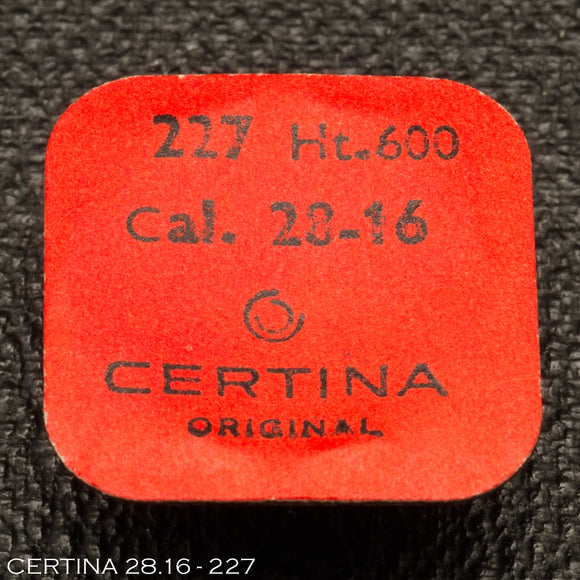 227 Ht.600
Cal. 28-16
CERTINA
ORIGINAL
CERTINA 28.16 - 227